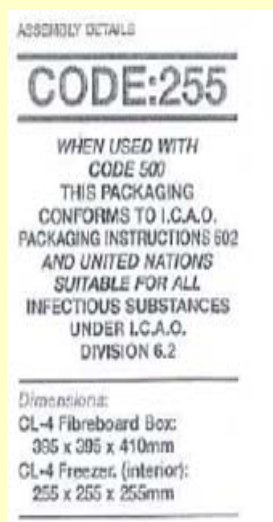 ASSEMBLY DETAILS
CODE:255
WHEN USED WITH
CODE 500
THIS PACKAGING
CONFORMS TO I.C.A.O.
PACKAGING INSTRUCTIONS 602
AND UNITED NATIONS
SUITABLE FOR ALL
INFECTIOUS SUBSTANCES
UNDER I.C.A.O.
DIVISION 6.2
Dimensions:
CL-4 Fibreboard Box:
395 x 395 x 410mm
CL-4 Freezer. (interior):
255 x 255 x 255mm